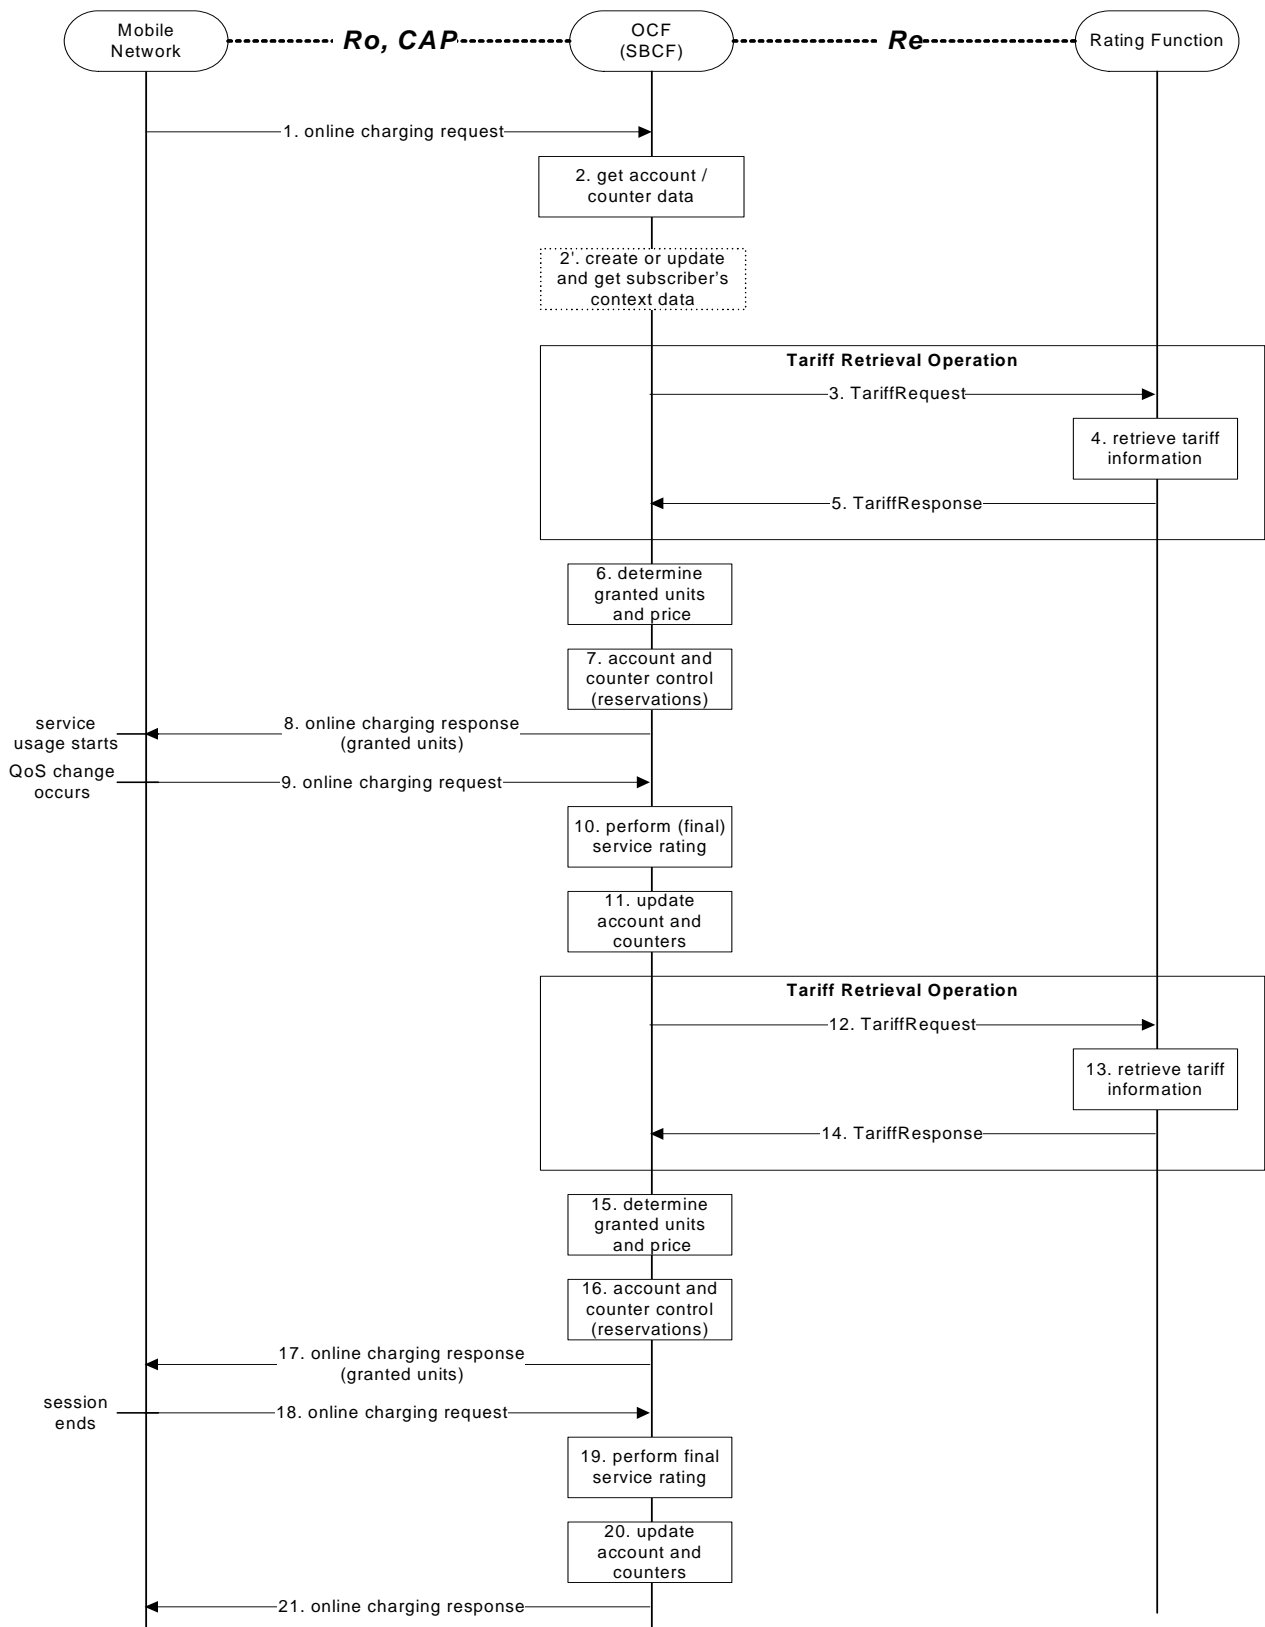 Mobile
Network
Ro, CAP
OCF
(SBCF)
Re
Rating Function
1. online charging request
2. get account /
counter data
2'. create or update
and get subscriber's
context data
Tariff Retrieval Operation
3. TariffRequest
4. retrieve tariff
information
5. TariffResponse
6. determine
granted units
and price
7. account and
counter control
(reservations)
service
usage starts
8. online charging response
(granted units)
QoS change
occurs
9. online charging request
10. perform (final)
service rating
11. update
account and
counters
Tariff Retrieval Operation
12. TariffRequest
13. retrieve tariff
information
14. TariffResponse
15. determine
granted units
and price
16. account and
counter control
(reservations)
17. online charging response
(granted units)
session
ends
18. online charging request
19. perform final
service rating
20. update
account and
counters
21. online charging response